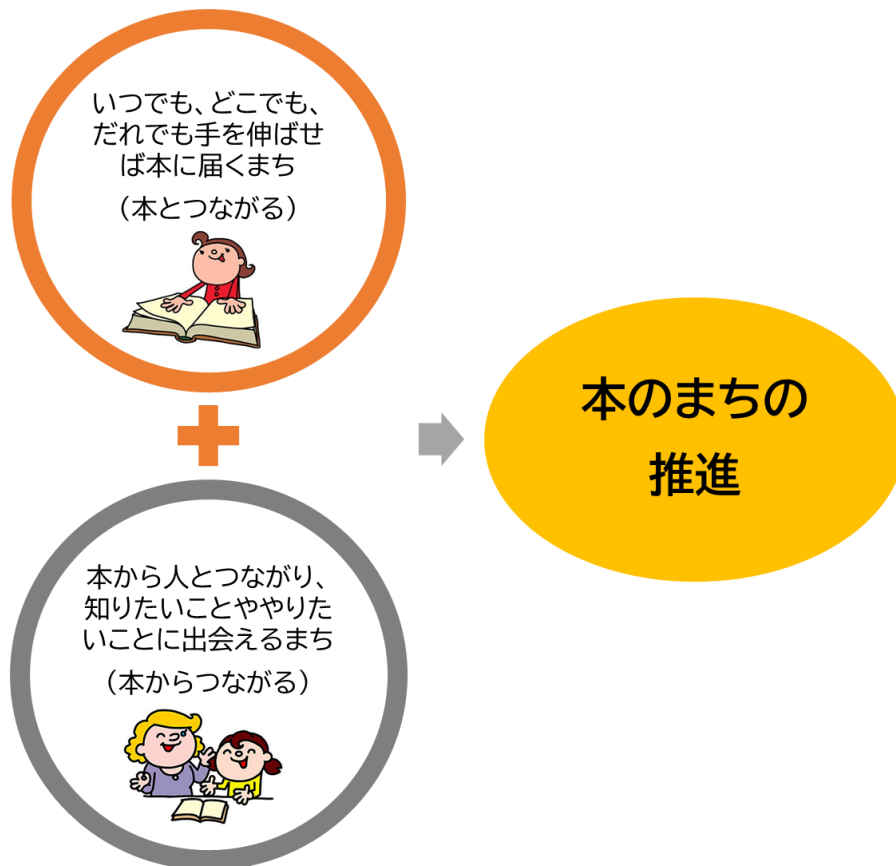 いつでも、どこでも、
だれでも手を伸ばせ
ば本に届くまち
（本とつながる）
本から人とつながり、
知りたいことややりた
いことに出会えるまち
（本からつながる）
本のまちの
推進